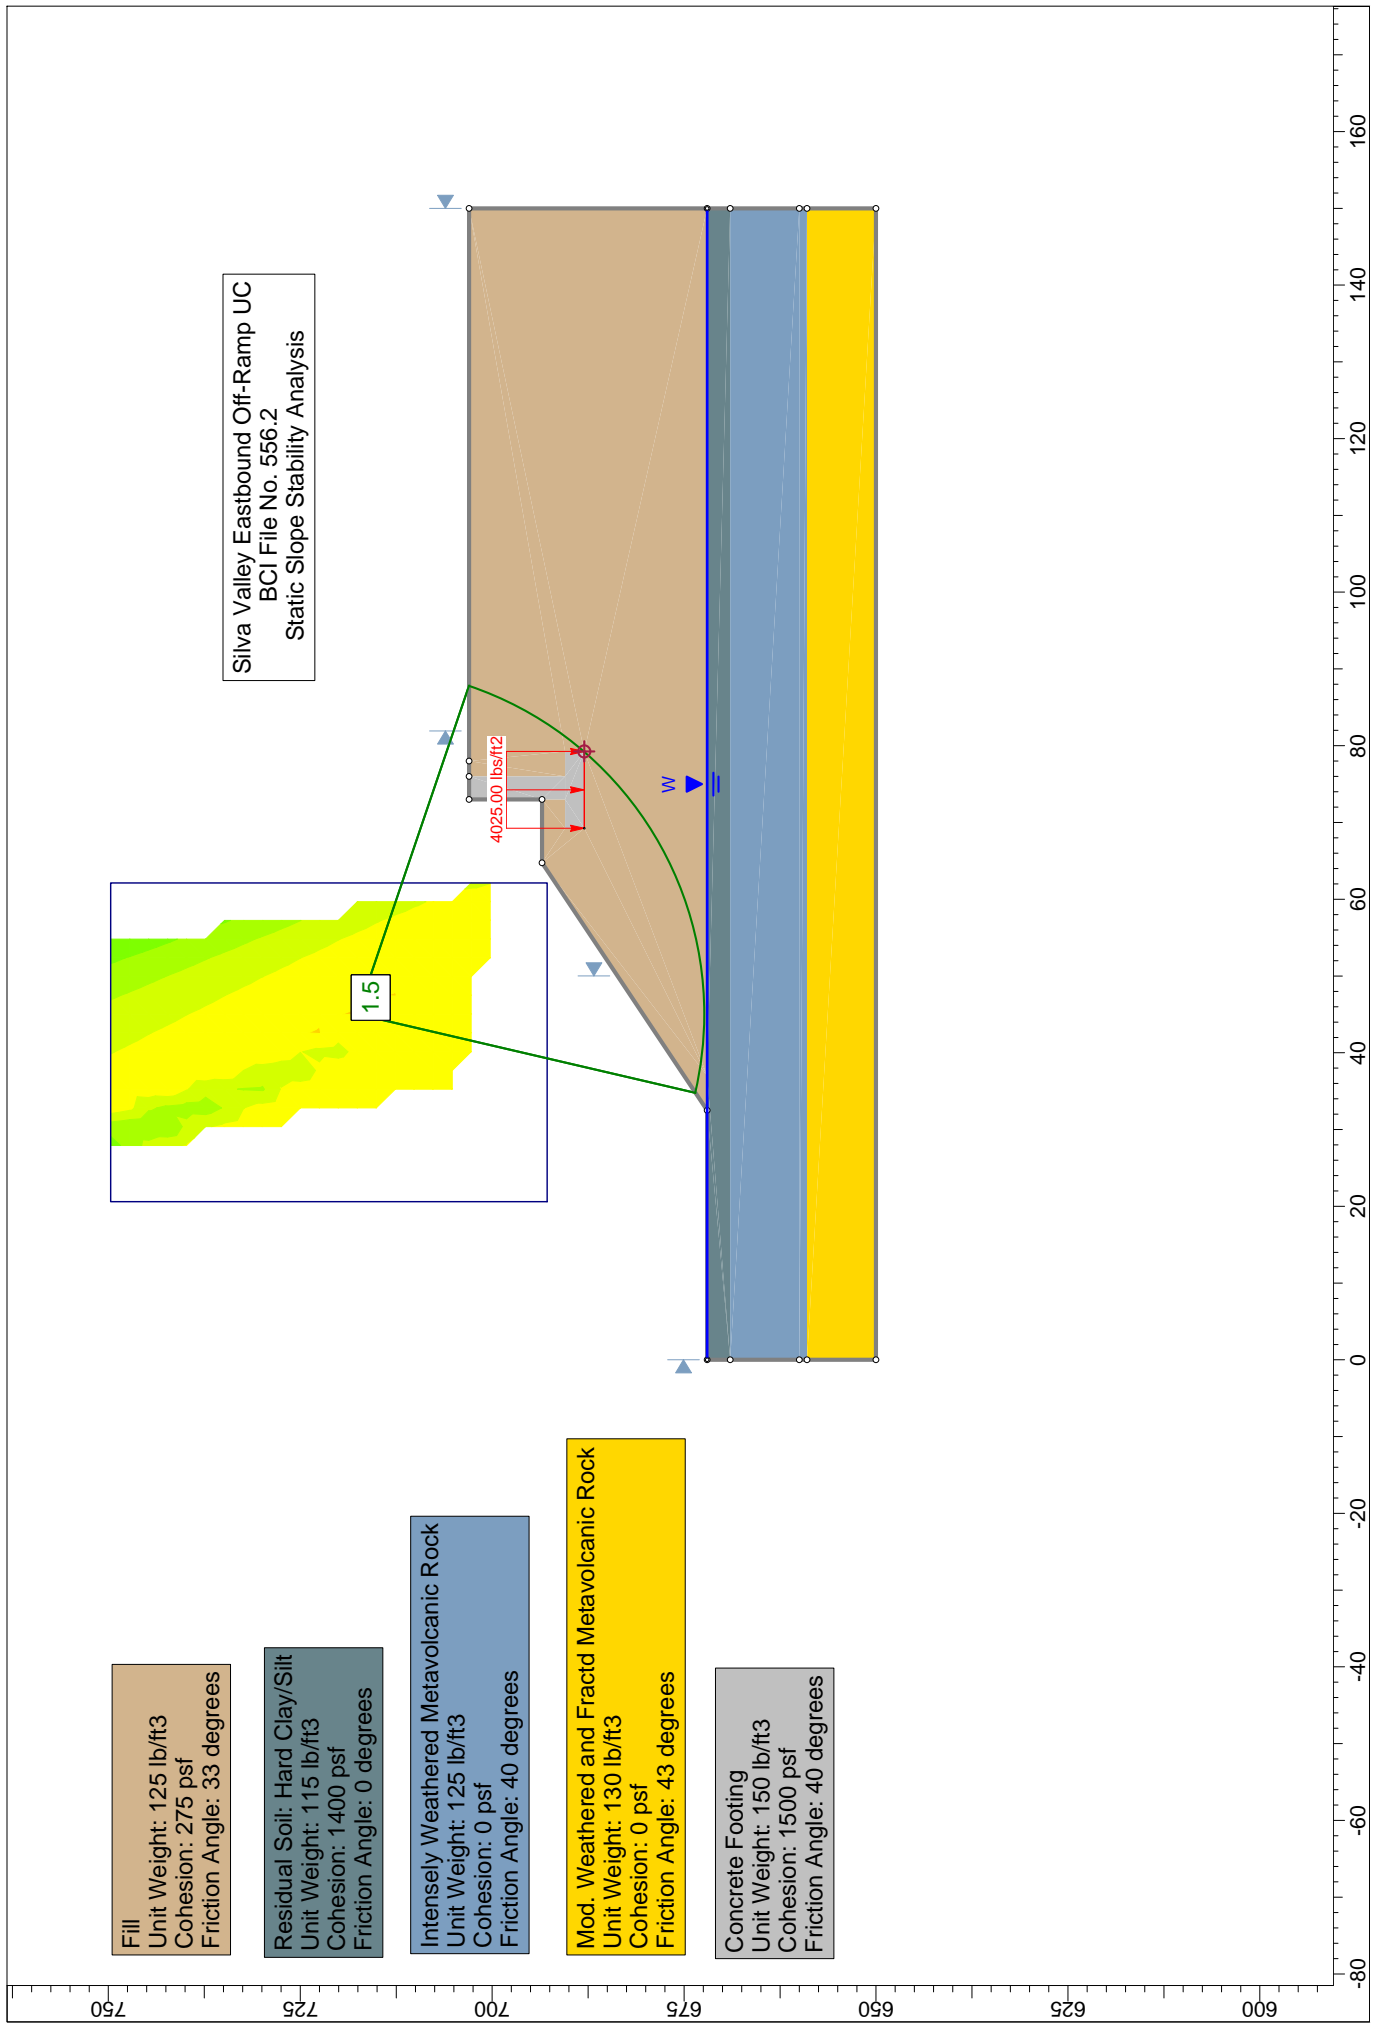 Silva Valley Eastbound Off-Ramp UC
BCI File No. 556.2
Static Slope Stability Analysis
Fill
Unit Weight: 125 lb/ft3
Cohesion: 275 psf
Friction Angle: 33 degrees
Residual Soil: Hard Clay/Silt
Unit Weight: 115 lb/ft3
Cohesion: 1400 psf
Friction Angle: 0 degrees
Intensely Weathered Metavolcanic Rock
Unit Weight: 125 lb/ft3
Cohesion: 0 psf
Friction Angle: 40 degrees
Mod. Weathered and Fractd Metavolcanic Rock
Unit Weight: 130 lb/ft3
Cohesion: 0 psf
Friction Angle: 43 degrees
Concrete Footing
Unit Weight: 150 lb/ft3
Cohesion: 1500 psf
Friction Angle: 40 degrees
1.5
4025.00 lbs/ft2
W
750
725
700
675
650
625
600
-80
-60
-40
-20
0
20
40
60
80
100
120
140
160